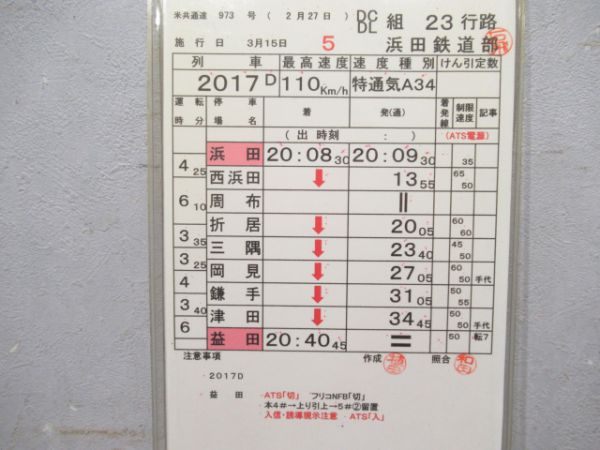 米共通達 973 号 ( 2月27日 ) DC DL 組 23 行路
施行日 3月15日 5 浜田鉄道部
列車 最高速度 速度種別 けん引定数
2017D 110Km/h 特通気A34
運転時分 停車場名 着 発(通) 着発線 制限速度 記事
( 出 時刻 : ) (ATS電源)
浜田 20:08 30 20:09 30 35
4 25
西浜田 ↓ 13 55 65 50
6 10
周布 ||
折居 ↓ 20 05 60 60
3 35
三隅 ↓ 23 40 45 50
3 25
岡見 ↓ 27 05 60 50 手代
4
鎌手 ↓ 31 05 50 55
3 40
津田 ↓ 34 45 50 50 手代
6
益田 20:40 45 = 50 転7
注意事項 作成 照合
2017D
益田 ATS「切」 フリコNFB「切」
本4#→上り引上→5#②留置
入信・誘導現示注意 ATS「入」